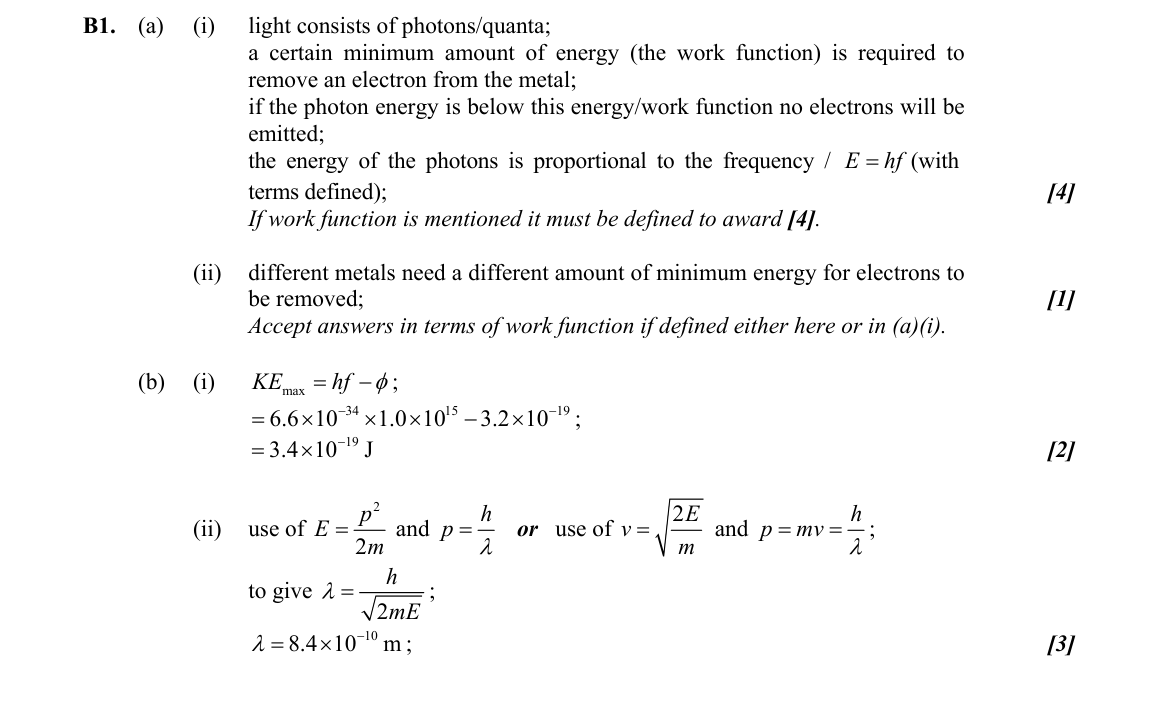 B1. (a) (i) light consists of photons/quanta;
a certain minimum amount of energy (the work function) is required to
remove an electron from the metal;
if the photon energy is below this energy/work function no electrons will be
emitted;
the energy of the photons is proportional to the frequency / E = hf (with
terms defined); [4]
If work function is mentioned it must be defined to award [4].
(ii) different metals need a different amount of minimum energy for electrons to
be removed; [1]
Accept answers in terms of work function if defined either here or in (a)(i).
(b) (i) KE_max = hf − ϕ ;
= 6.6×10⁻³⁴ ×1.0×10¹⁵ − 3.2×10⁻¹⁹ ;
= 3.4×10⁻¹⁹ J [2]
(ii) use of E = p²/2m and p = h/λ or use of v = √(2E/m) and p = mv = h/λ ;
to give λ = h/√(2mE) ;
λ = 8.4×10⁻¹⁰ m ; [3]